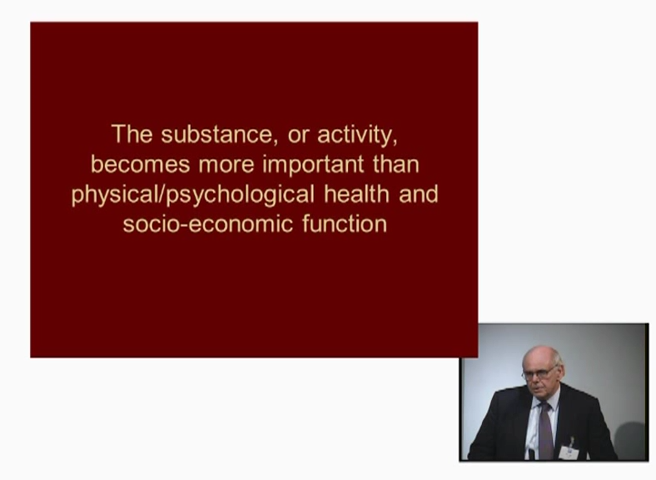 The substance, or activity,
becomes more important than
physical/psychological health and
socio-economic function